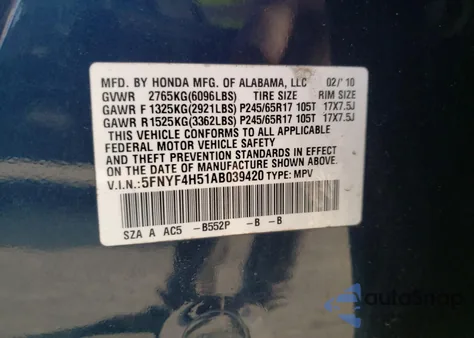 MFD. BY HONDA MFG. OF ALABAMA, LLC 02/'10
GVWR 2765KG(6096LBS) TIRE SIZE RIM SIZE
GAWR F 1325KG(2921LBS) P245/65R17 105T 17X7.5J
GAWR R1525KG(3362LBS) P245/65R17 105T 17X7.5J
THIS VEHICLE CONFORMS TO ALL APPLICABLE
FEDERAL MOTOR VEHICLE SAFETY
AND THEFT PREVENTION STANDARDS IN EFFECT
ON THE DATE OF MANUFACTURE SHOWN ABOVE.
V.I.N.:5FNYF4H51AB039420 TYPE: MPV
SZA A AC5 -B552P -B -B
AutoSnap